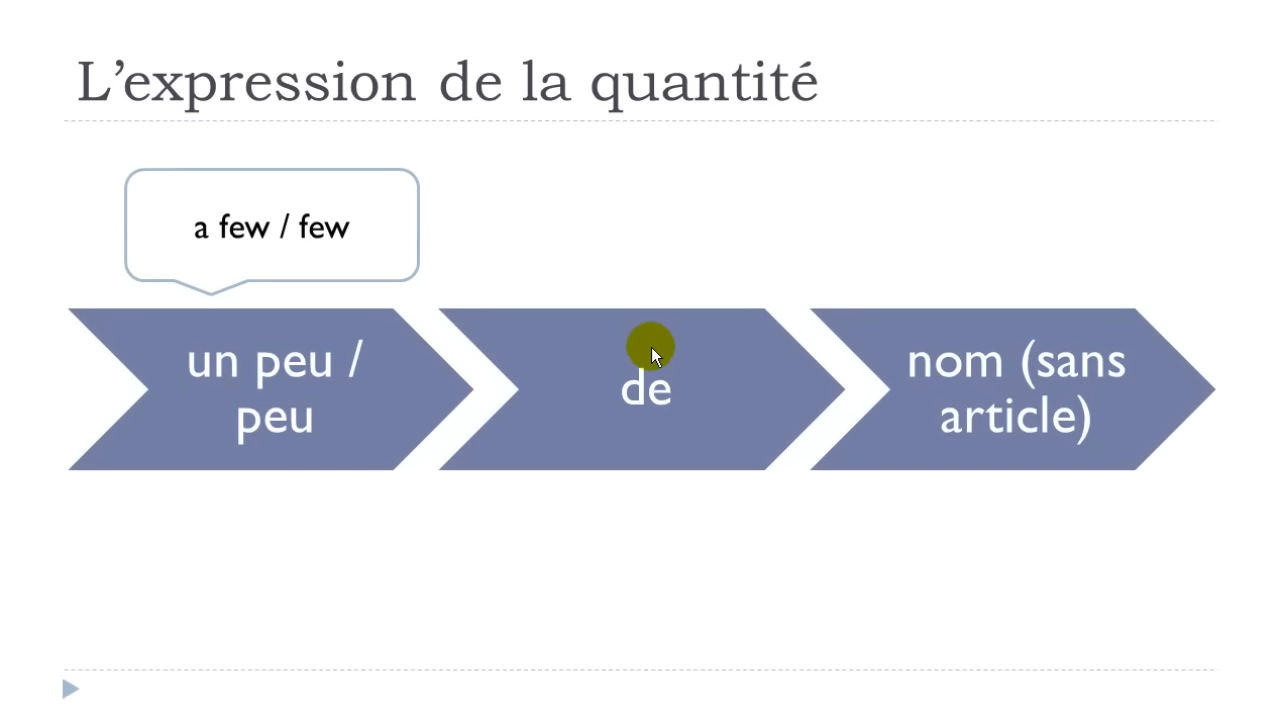 L’expression de la quantité
a few / few
un peu /
peu
de
nom (sans
article)